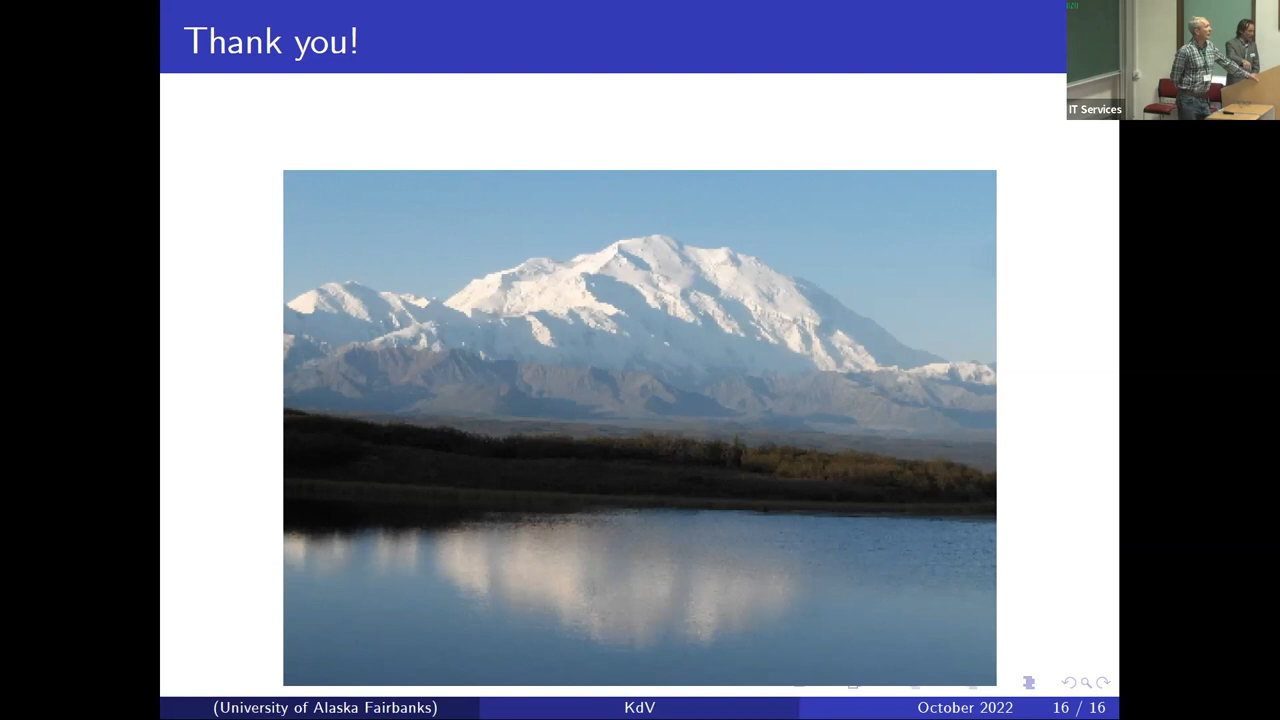 Thank you!
IT Services
(University of Alaska Fairbanks)
KdV
October 2022
16 / 16